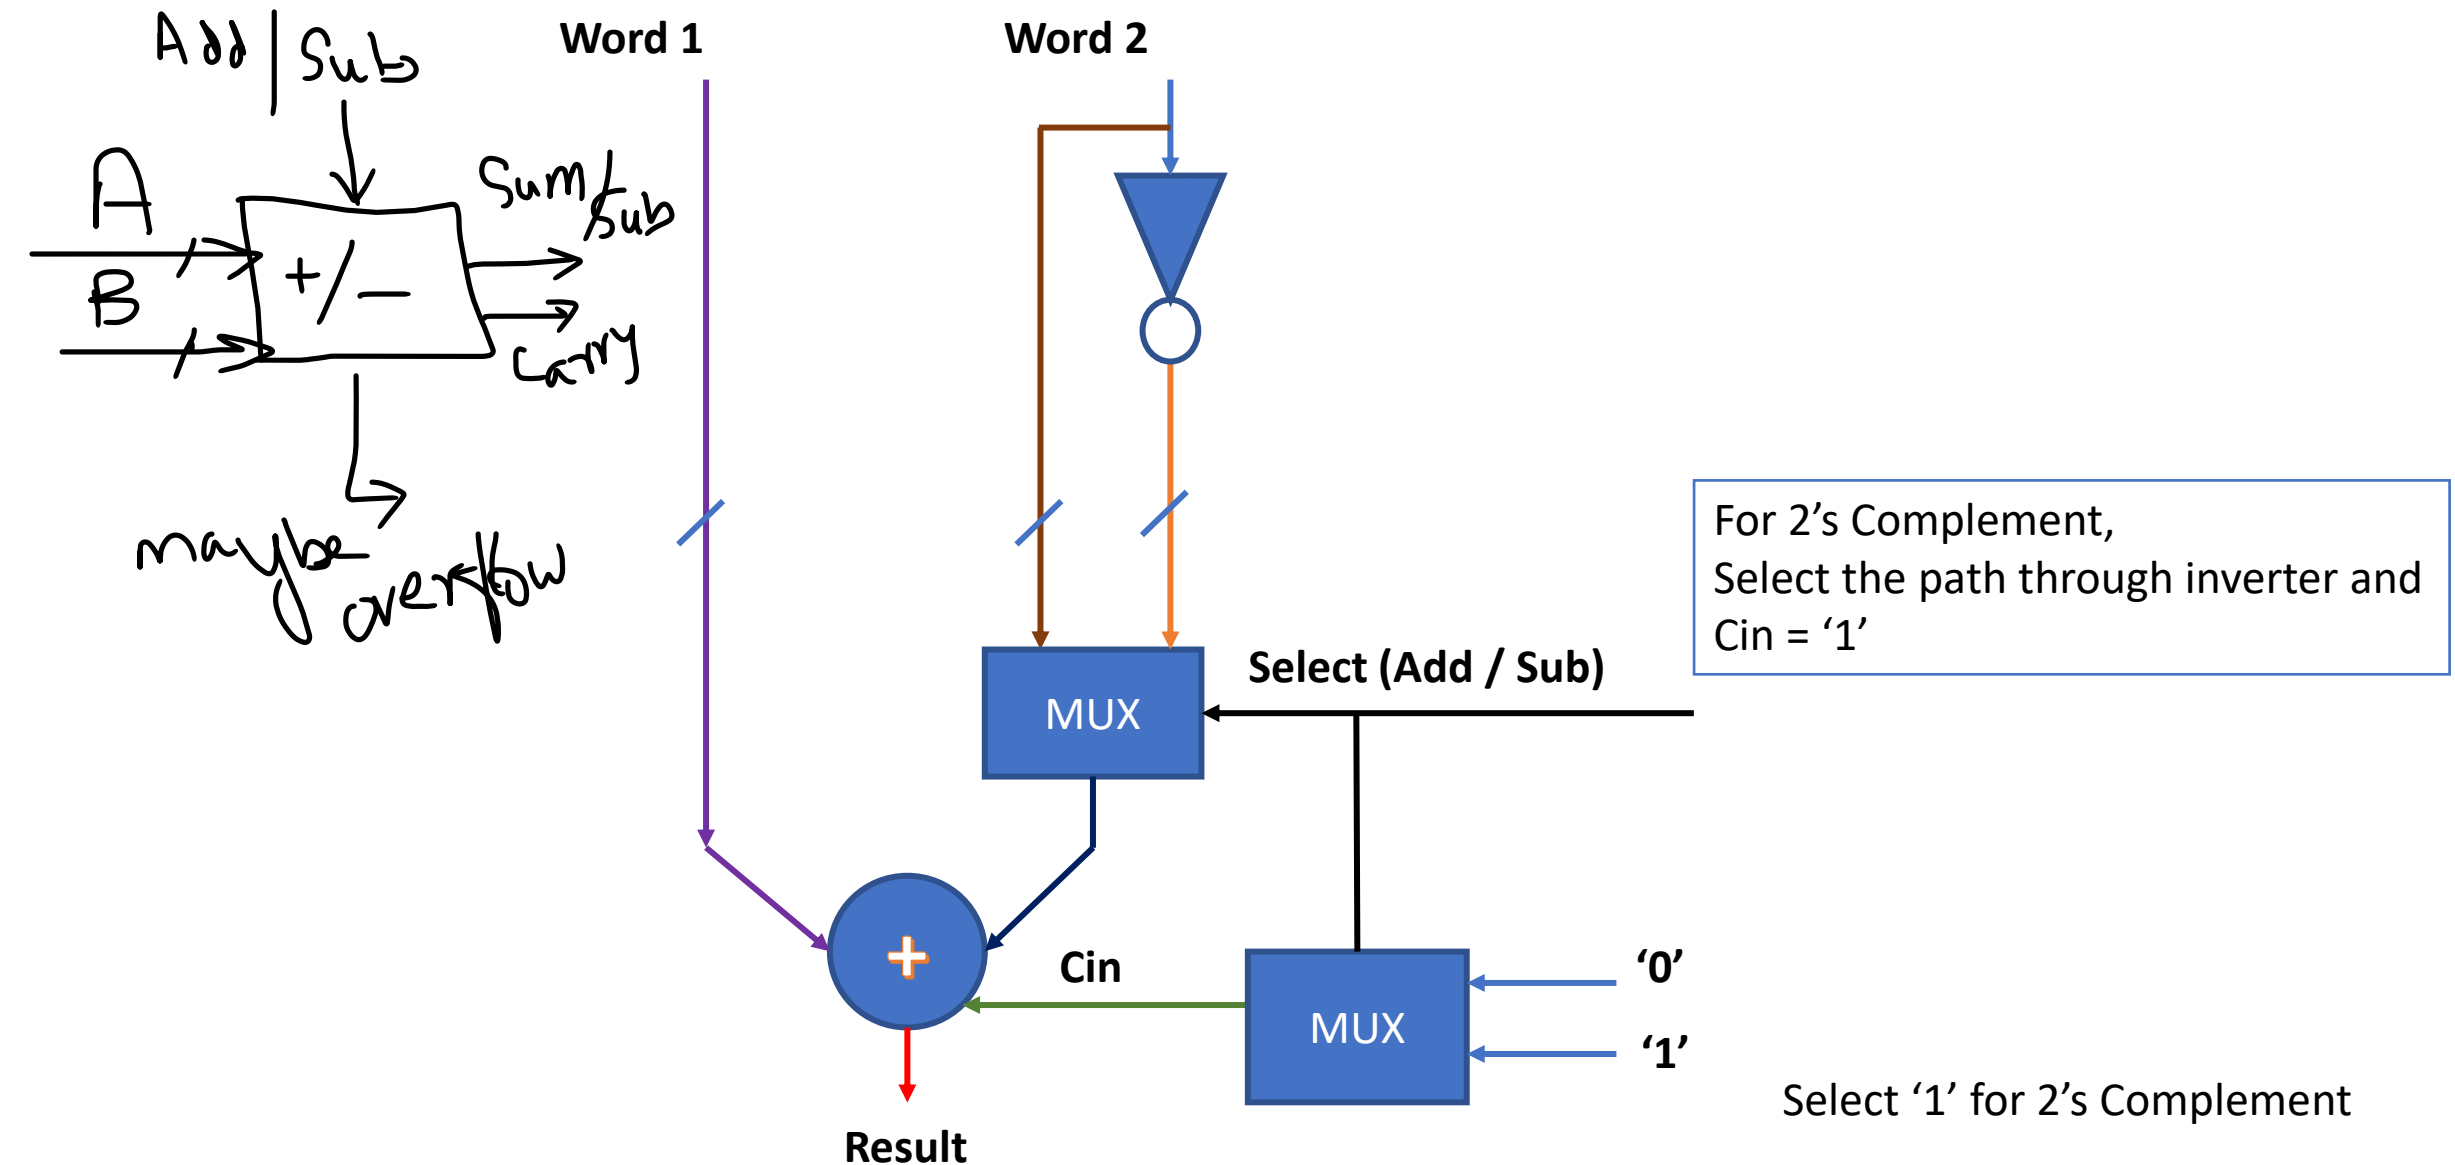 Add | Sub
A
B
+/−
Sum/Sub
Carry
maybe overflow
Word 1
Word 2
MUX
Select (Add / Sub)
For 2’s Complement,
Select the path through inverter and
Cin = ‘1’
+
Cin
MUX
‘0’
‘1’
Select ‘1’ for 2’s Complement
Result